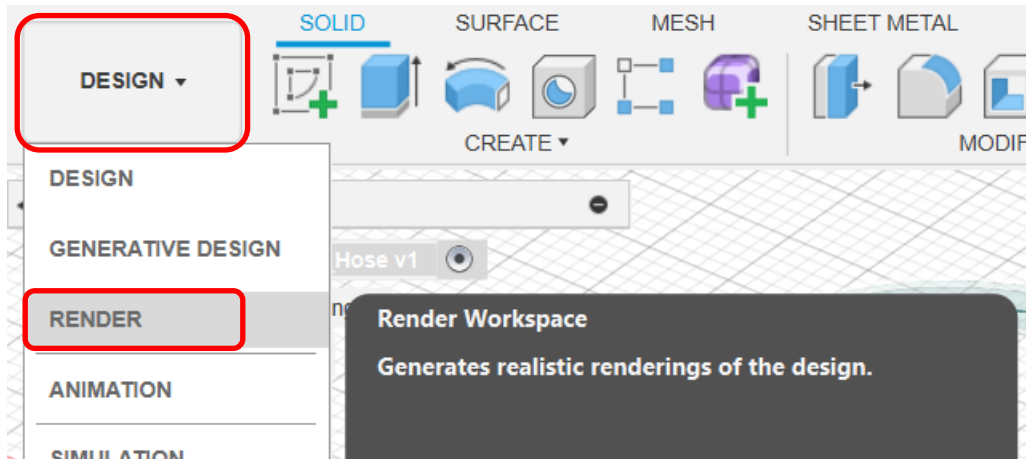 SOLID SURFACE MESH SHEET METAL
DESIGN
CREATE
DESIGN
GENERATIVE DESIGN
Hose v1
RENDER
Render Workspace
Generates realistic renderings of the design.
ANIMATION
SIMULATION